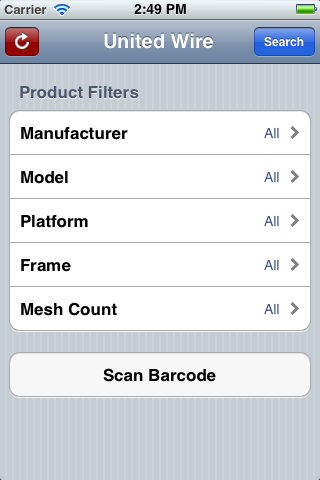 Carrier 2:49 PM
United Wire Search
Product Filters
Manufacturer All
Model All
Platform All
Frame All
Mesh Count All
Scan Barcode